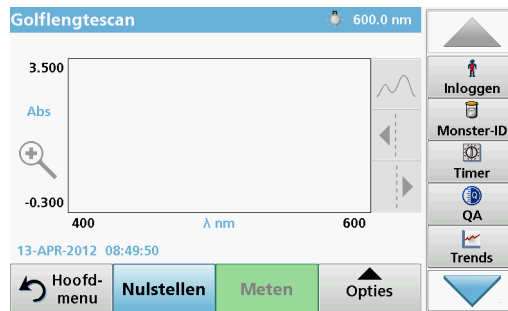 Golflengtescan
600.0 nm
3.500
Abs
-0.300
400
λ nm
600
13-APR-2012 08:49:50
Hoofd-
menu
Nulstellen
Meten
Opties
Inloggen
Monster-ID
Timer
QA
Trends